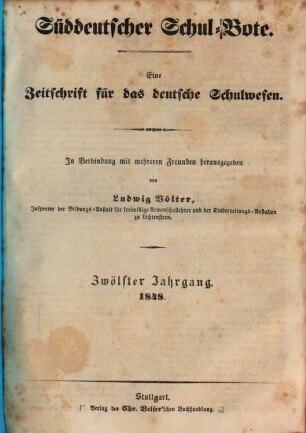 Süddeutscher Schul-Bote.
Eine
Zeitschrift für das deutsche Schulwesen.
In Verbindung mit mehreren Freunden herausgegeben
von
Ludwig Völter,
Inspector der Bildungs-Anstalt für freiwillige Armenschullehrer und der Kinderrettungs-Anstalten
zu Lichtenstern.
Zwölfter Jahrgang.
1848.
Stuttgart.
Verlag der Chr. Belser'schen Buchhandlung.